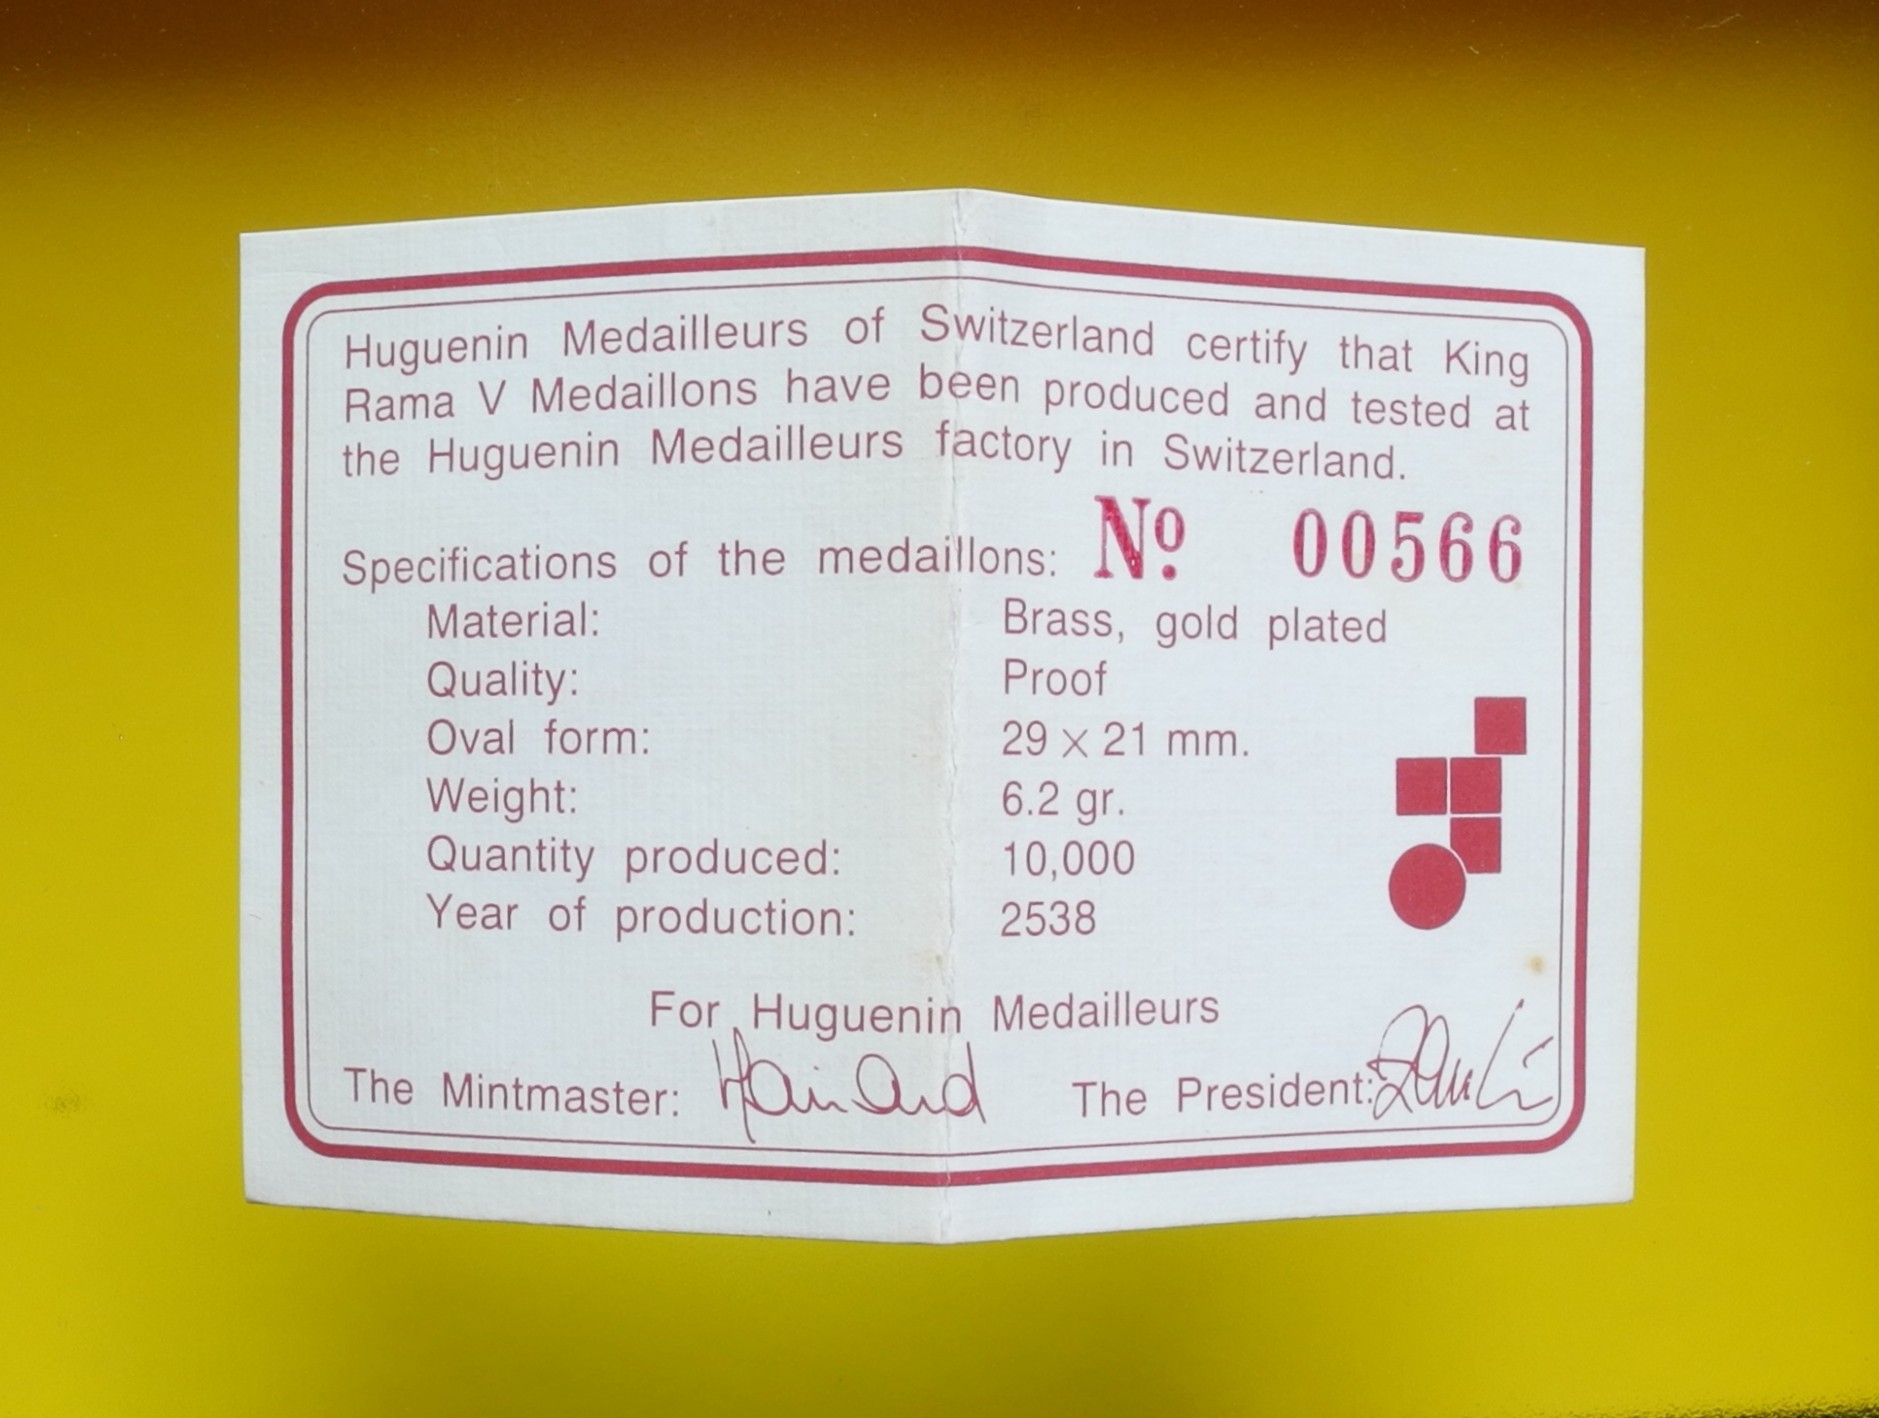 Huguenin Medailleurs of Switzerland certify that King
Rama V Medaillons have been produced and tested at
the Huguenin Medailleurs factory in Switzerland.
Specifications of the medaillons: Nº 00566
Material: Brass, gold plated
Quality: Proof
Oval form: 29 × 21 mm.
Weight: 6.2 gr.
Quantity produced: 10,000
Year of production: 2538
For Huguenin Medailleurs
The Mintmaster: The President: